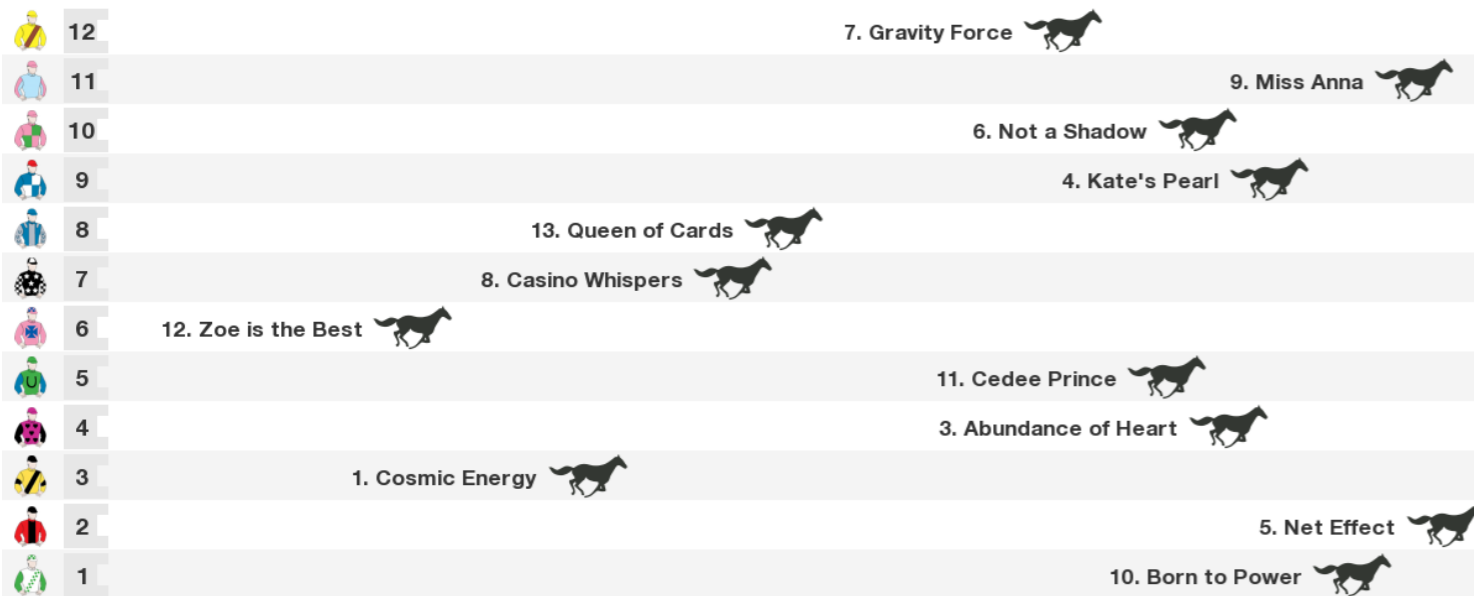 12 7. Gravity Force
11 9. Miss Anna
10 6. Not a Shadow
9 4. Kate's Pearl
8 13. Queen of Cards
7 8. Casino Whispers
6 12. Zoe is the Best
5 11. Cedee Prince
4 3. Abundance of Heart
3 1. Cosmic Energy
2 5. Net Effect
1 10. Born to Power